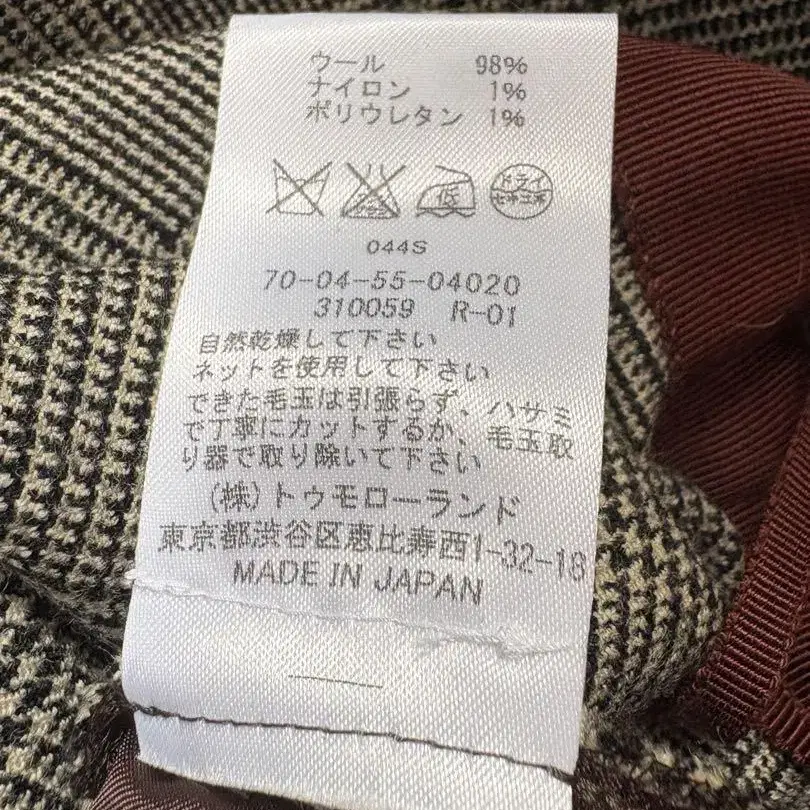 ウール 98%
ナイロン 1%
ポリウレタン 1%
低 ドライ
セキユ系
044S
70-04-55-04020
310059 R-01
自然乾燥して下さい
ネットを使用して下さい
できた毛玉は引張らず、ハサミ
で丁寧にカットするか、毛玉取
り器で取り除いて下さい
(株)トゥモローランド
東京都渋谷区恵比寿西1-32-18
MADE IN JAPAN